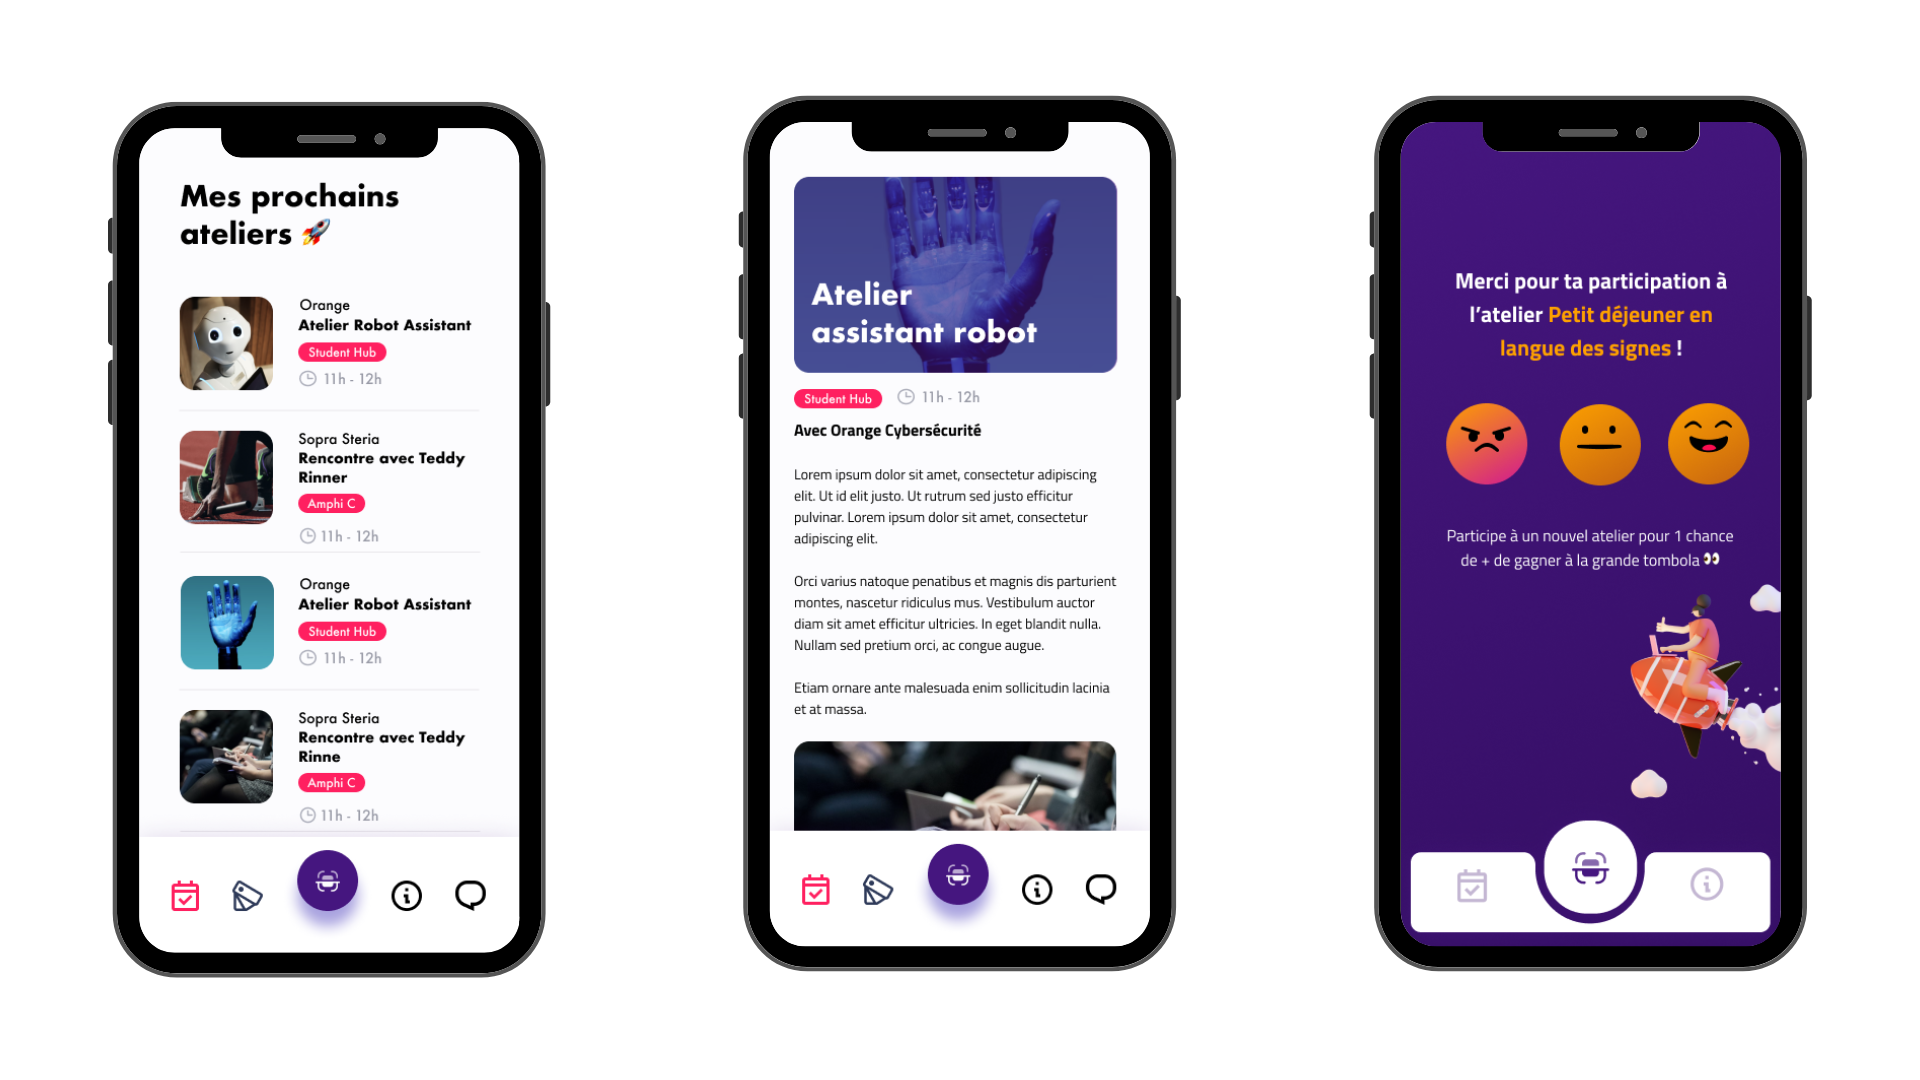 Mes prochains
ateliers 🚀
Orange
Atelier Robot Assistant
Student Hub
11h - 12h
Sopra Steria
Rencontre avec Teddy
Rinner
Amphi C
11h - 12h
Orange
Atelier Robot Assistant
Student Hub
11h - 12h
Sopra Steria
Rencontre avec Teddy
Rinne
Amphi C
11h - 12h
Atelier
assistant robot
Student Hub 11h - 12h
Avec Orange Cybersécurité
Lorem ipsum dolor sit amet, consectetur adipiscing
elit. Ut id elit justo. Ut rutrum sed justo efficitur
pulvinar. Lorem ipsum dolor sit amet, consectetur
adipiscing elit.
Orci varius natoque penatibus et magnis dis parturient
montes, nascetur ridiculus mus. Vestibulum auctor
diam sit amet efficitur ultricies. In eget blandit nulla.
Nullam sed pretium orci, ac congue augue.
Etiam ornare ante malesuada enim sollicitudin lacinia
et at massa.
Merci pour ta participation à
l'atelier Petit déjeuner en
langue des signes !
Participe à un nouvel atelier pour 1 chance
de + de gagner à la grande tombola 👀